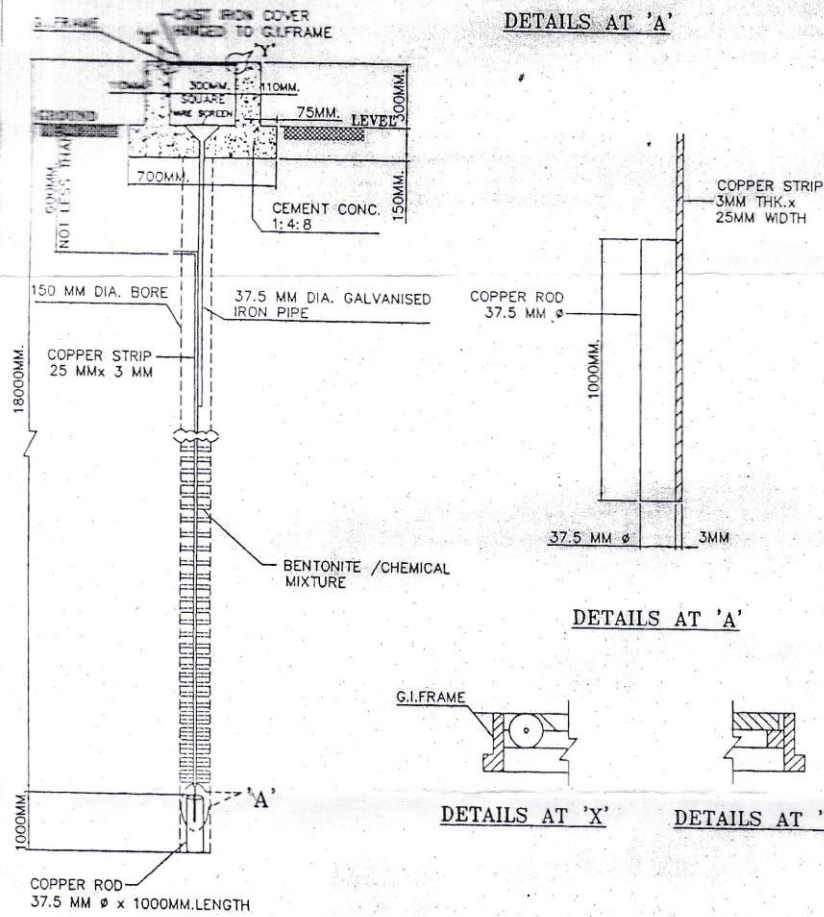 G.I.FRAME
CAST IRON COVER
HINGED TO G.I.FRAME
'Y'
DETAILS AT 'A'
300MM.
110MM.
SQUARE
WIRE SCREEN
75MM.
LEVEL
300MM.
600MM.
NOT LESS THAN
700MM.
150MM.
CEMENT CONC.
1:4:8
150 MM DIA. BORE
37.5 MM DIA. GALVANISED
IRON PIPE
COPPER STRIP
25 MMx 3 MM
18000MM.
BENTONITE /CHEMICAL
MIXTURE
'A'
1000MM.
COPPER ROD
37.5 MM ø x 1000MM.LENGTH
COPPER STRIP
3MM THK.x
25MM WIDTH
COPPER ROD
37.5 MM ø
1000MM.
37.5 MM ø
3MM
DETAILS AT 'A'
G.I.FRAME
DETAILS AT 'X'
DETAILS AT '